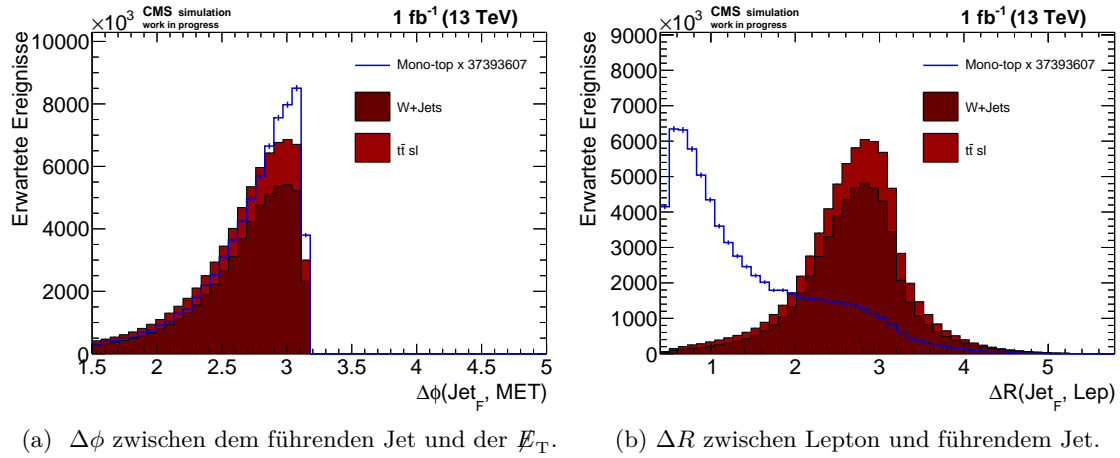 ×10³
CMS simulation
work in progress
1 fb⁻¹ (13 TeV)
Erwartete Ereignisse
10000
8000
6000
4000
2000
0
Mono-top x 37393607
W+Jets
tt̄ sl
1.5 2 2.5 3 3.5 4 4.5 5
Δϕ(Jet_F, MET)
×10³
CMS simulation
work in progress
1 fb⁻¹ (13 TeV)
Erwartete Ereignisse
9000
8000
7000
6000
5000
4000
3000
2000
1000
0
Mono-top x 37393607
W+Jets
tt̄ sl
1 2 3 4 5
ΔR(Jet_F, Lep)
(a) Δϕ zwischen dem führenden Jet und der E̸_T.
(b) ΔR zwischen Lepton und führendem Jet.